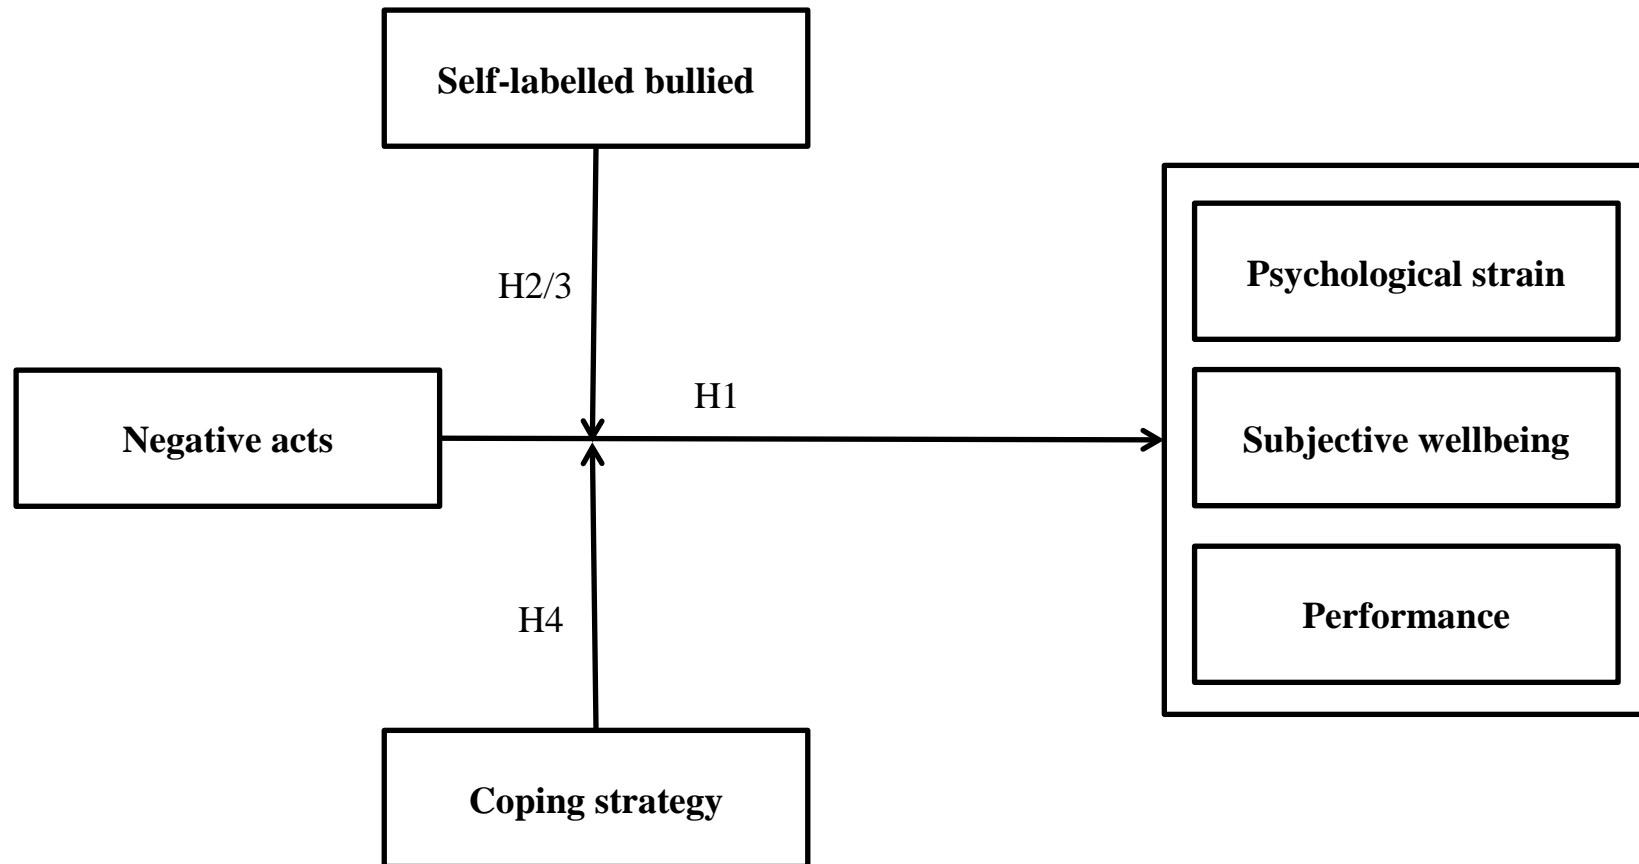 Self-labelled bullied
Psychological strain
H2/3
H1
Negative acts
Subjective wellbeing
H4
Performance
Coping strategy